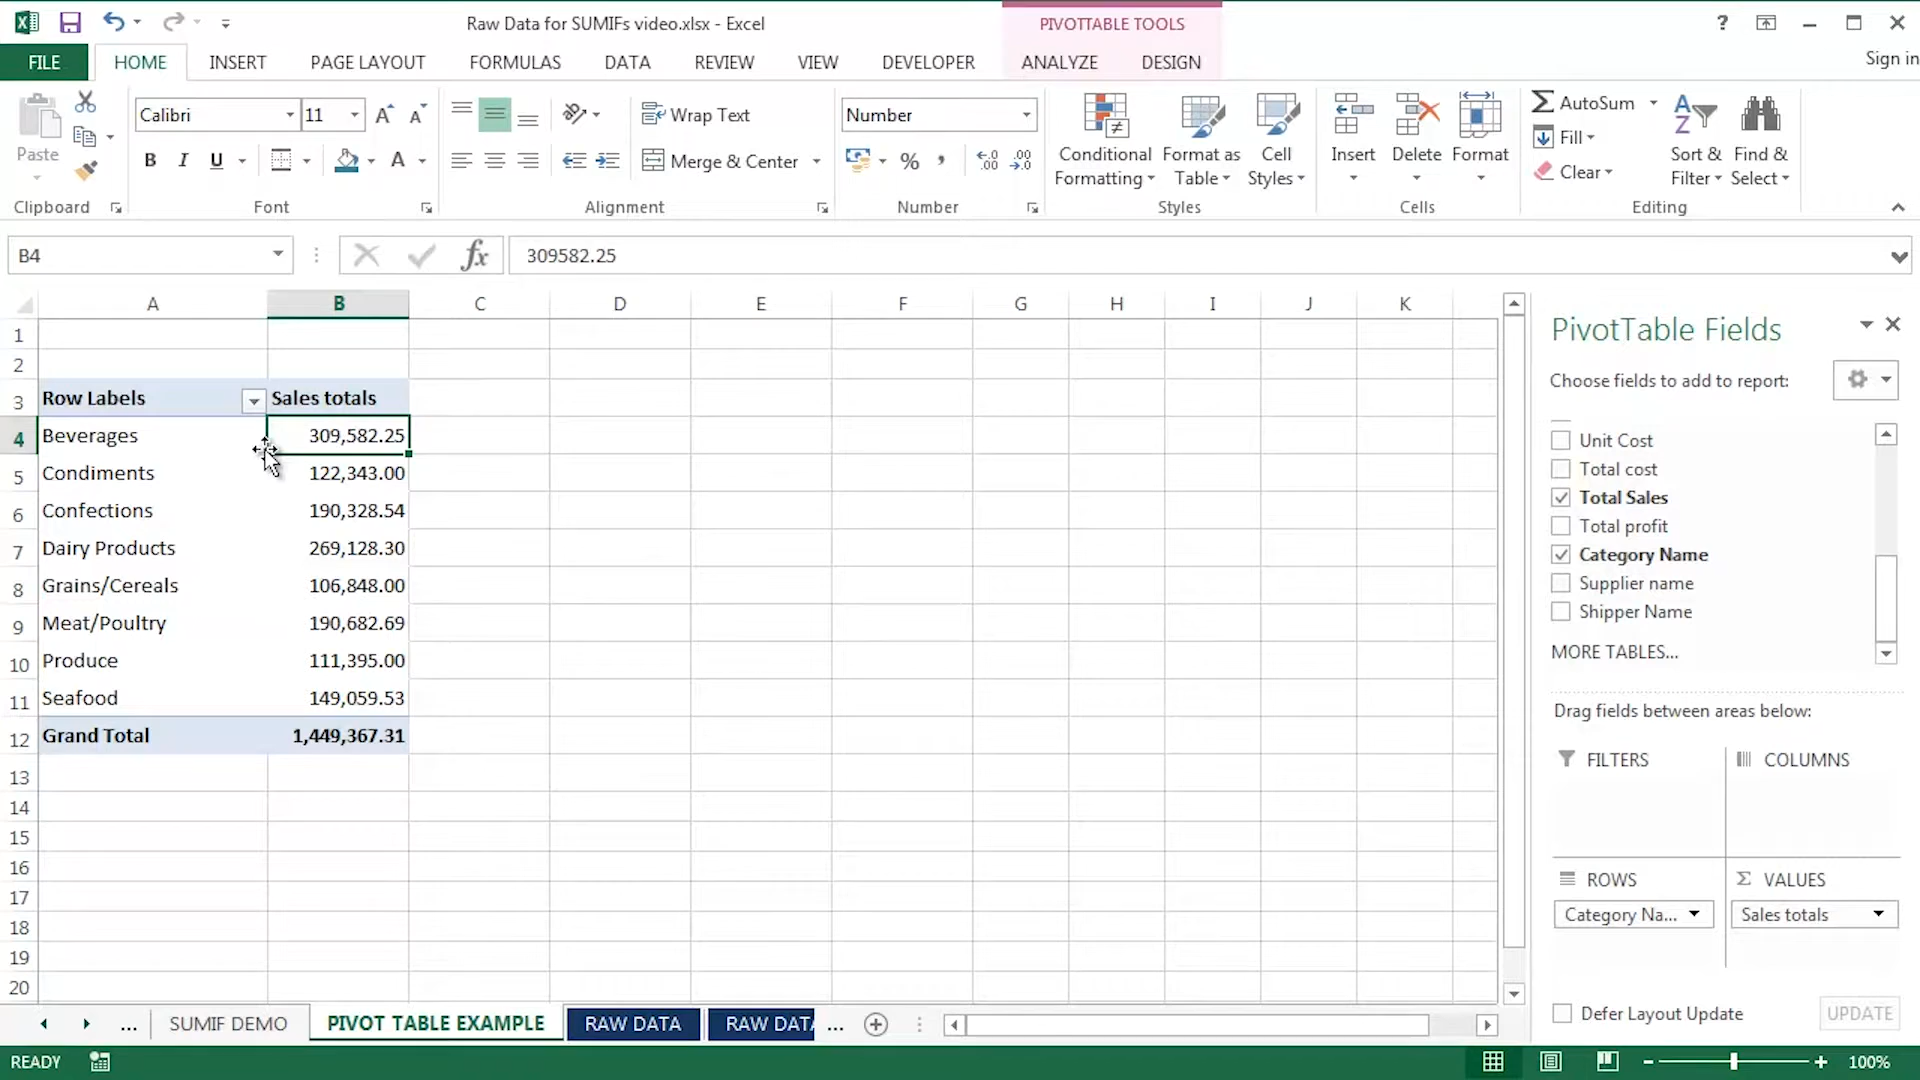 Raw Data for SUMIFs video.xlsx - Excel
PIVOTTABLE TOOLS
?
FILE HOME INSERT PAGE LAYOUT FORMULAS DATA REVIEW VIEW DEVELOPER ANALYZE DESIGN
Sign in
Paste
Clipboard
Calibri 11
B I U A
Font
Wrap Text
Merge & Center
Alignment
Number
% , .00 .00
Number
Conditional Formatting
Format as Table
Cell Styles
Styles
Insert Delete Format
Cells
AutoSum
Fill
Clear
Sort & Filter
Find & Select
Editing
B4 fx 309582.25
A B C D E F G H I J K
1
2
3 Row Labels Sales totals
4 Beverages 309,582.25
5 Condiments 122,343.00
6 Confections 190,328.54
7 Dairy Products 269,128.30
8 Grains/Cereals 106,848.00
9 Meat/Poultry 190,682.69
10 Produce 111,395.00
11 Seafood 149,059.53
12 Grand Total 1,449,367.31
13
14
15
16
17
18
19
20
PivotTable Fields
Choose fields to add to report:
Unit Cost
Total cost
Total Sales
Total profit
Category Name
Supplier name
Shipper Name
MORE TABLES...
Drag fields between areas below:
FILTERS COLUMNS
ROWS Σ VALUES
Category Na... Sales totals
Defer Layout Update UPDATE
... SUMIF DEMO PIVOT TABLE EXAMPLE RAW DATA RAW DATA ...
READY 100%